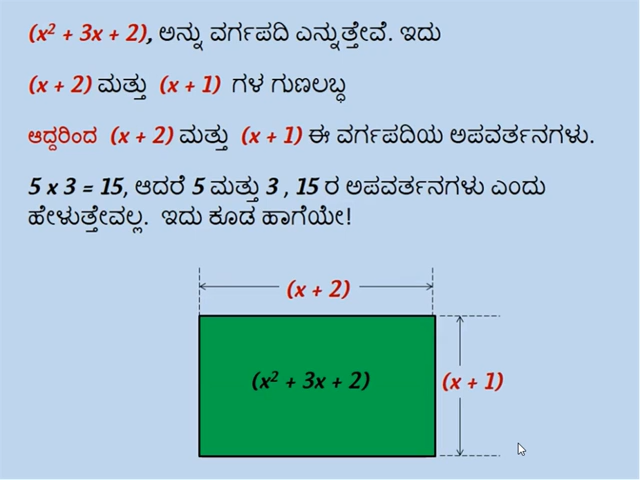 (x² + 3x + 2), ಅನ್ನು ವರ್ಗಪದಿ ಎನ್ನುತ್ತೇವೆ. ಇದು
(x + 2) ಮತ್ತು (x + 1) ಗಳ ಗುಣಲಬ್ಧ
ಆದ್ದರಿಂದ (x + 2) ಮತ್ತು (x + 1) ಈ ವರ್ಗಪದಿಯ ಅಪವರ್ತನಗಳು.
5 x 3 = 15, ಆದರೆ 5 ಮತ್ತು 3 , 15 ರ ಅಪವರ್ತನಗಳು ಎಂದು
ಹೇಳುತ್ತೇವಲ್ಲ. ಇದು ಕೂಡ ಹಾಗೆಯೇ!
(x + 2)
(x² + 3x + 2)
(x + 1)